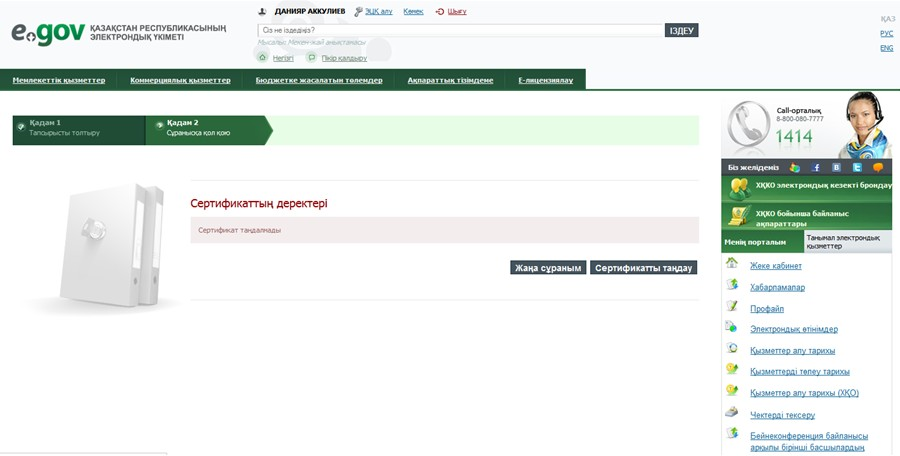 e.gov ҚАЗАҚСТАН РЕСПУБЛИКАСЫНЫҢ
ЭЛЕКТРОНДЫҚ ҮКІМЕТІ
ДАНИЯР АККУЛИЕВ ЭЦҚ алу Көмек Шығу
Сіз не іздедіңіз? ІЗДЕУ
Мысалы: Мекен-жай анықтамасы
Негізгі Пікір қалдыру
ҚАЗ
РУС
ENG
Мемлекеттік қызметтер Коммерциялық қызметтер Бюджетке жасалатын төлемдер Ақпараттық тізімдеме Е-лицензиялау
Қадам 1
Тапсырысты толтыру
Қадам 2
Сұранысқа қол қою
Сертификаттың деректері
Сертификат таңдалмады
Жаңа сұраным Сертификатты таңдау
Call-орталық
8-800-080-7777
1414
Біз желідеміз
ХҚКО электрондық кезекті брондау
ХҚКО бойынша байланыс
ақпараттары
Менің порталым
Танымал электрондық
қызметтер
Жеке кабинет
Хабарламалар
Профайл
Электрондық өтінімдер
Қызметтер алу тарихы
Қызметтерді төлеу тарихы
Қызметтер алу тарихы (ХҚО)
Чектерді тексеру
Бейнеконференция байланысы
арқылы бірінші басшылардың